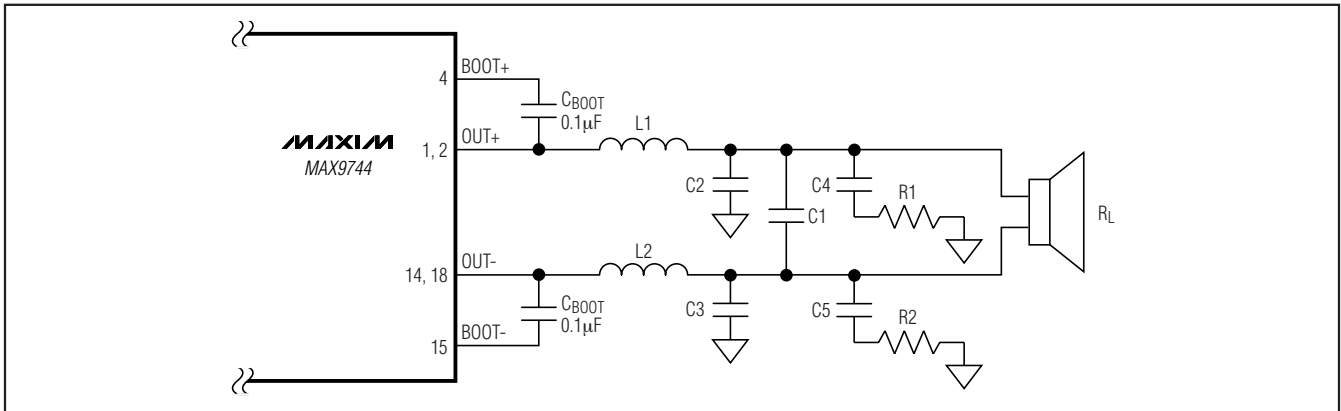 4
BOOT+
CBOOT
0.1µF
L1
MAXIM
MAX9744
1, 2
OUT+
C2
C4
R1
C1
RL
L2
14, 18
OUT-
CBOOT
0.1µF
C3
C5
R2
15
BOOT-